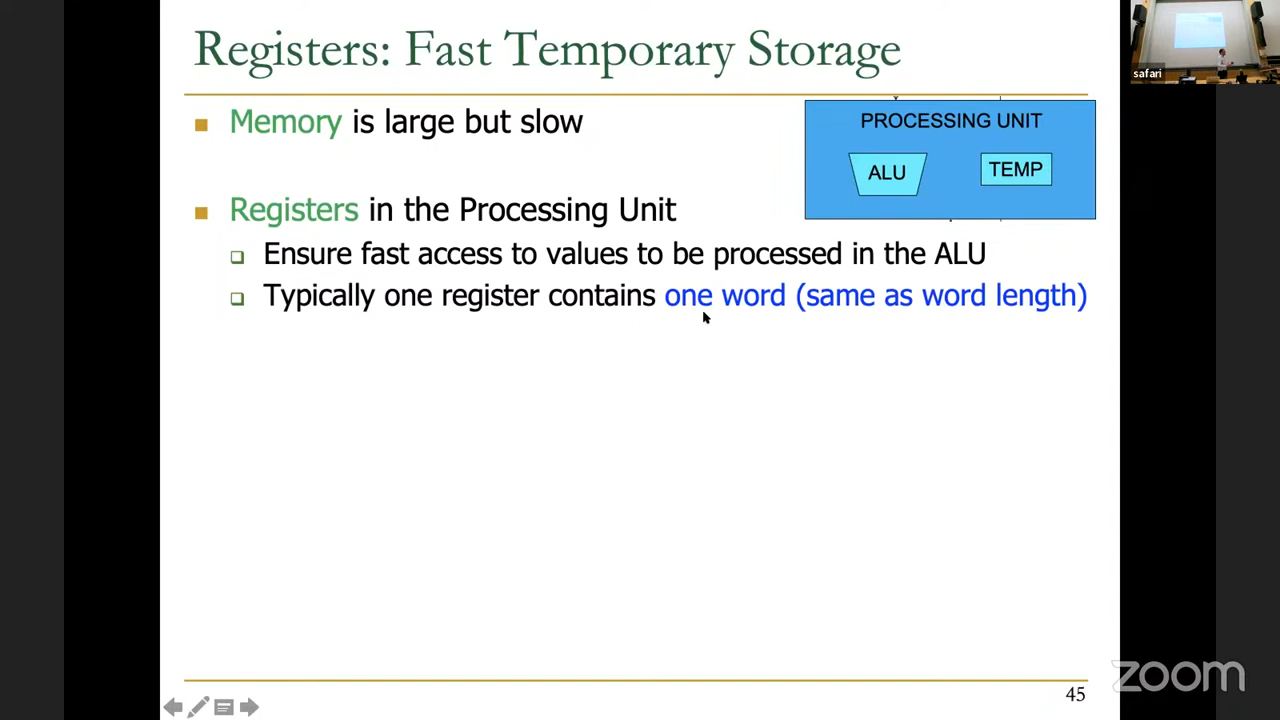 Registers: Fast Temporary Storage
safari
Memory is large but slow
PROCESSING UNIT
ALU
TEMP
Registers in the Processing Unit
Ensure fast access to values to be processed in the ALU
Typically one register contains one word (same as word length)
45
zoom